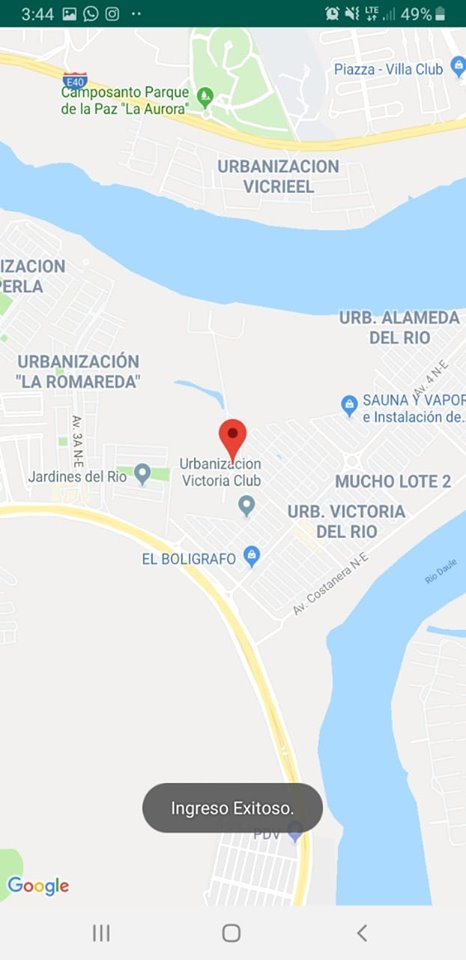 3:44
LTE
49%
E40
Camposanto Parque
de la Paz "La Aurora"
Piazza - Villa Club
URBANIZACION
VICRIEEL
IZACION
PERLA
URB. ALAMEDA
DEL RIO
URBANIZACIÓN
"LA ROMAREDA"
Av. 4 N-E
SAUNA Y VAPOR
e Instalación de..
Av. 3A N-E
Jardines del Rio
Urbanizacion
Victoria Club
MUCHO LOTE 2
URB. VICTORIA
DEL RIO
EL BOLIGRAFO
Av. Costanera N-E
Rio Daule
Ingreso Exitoso.
PDV
Google